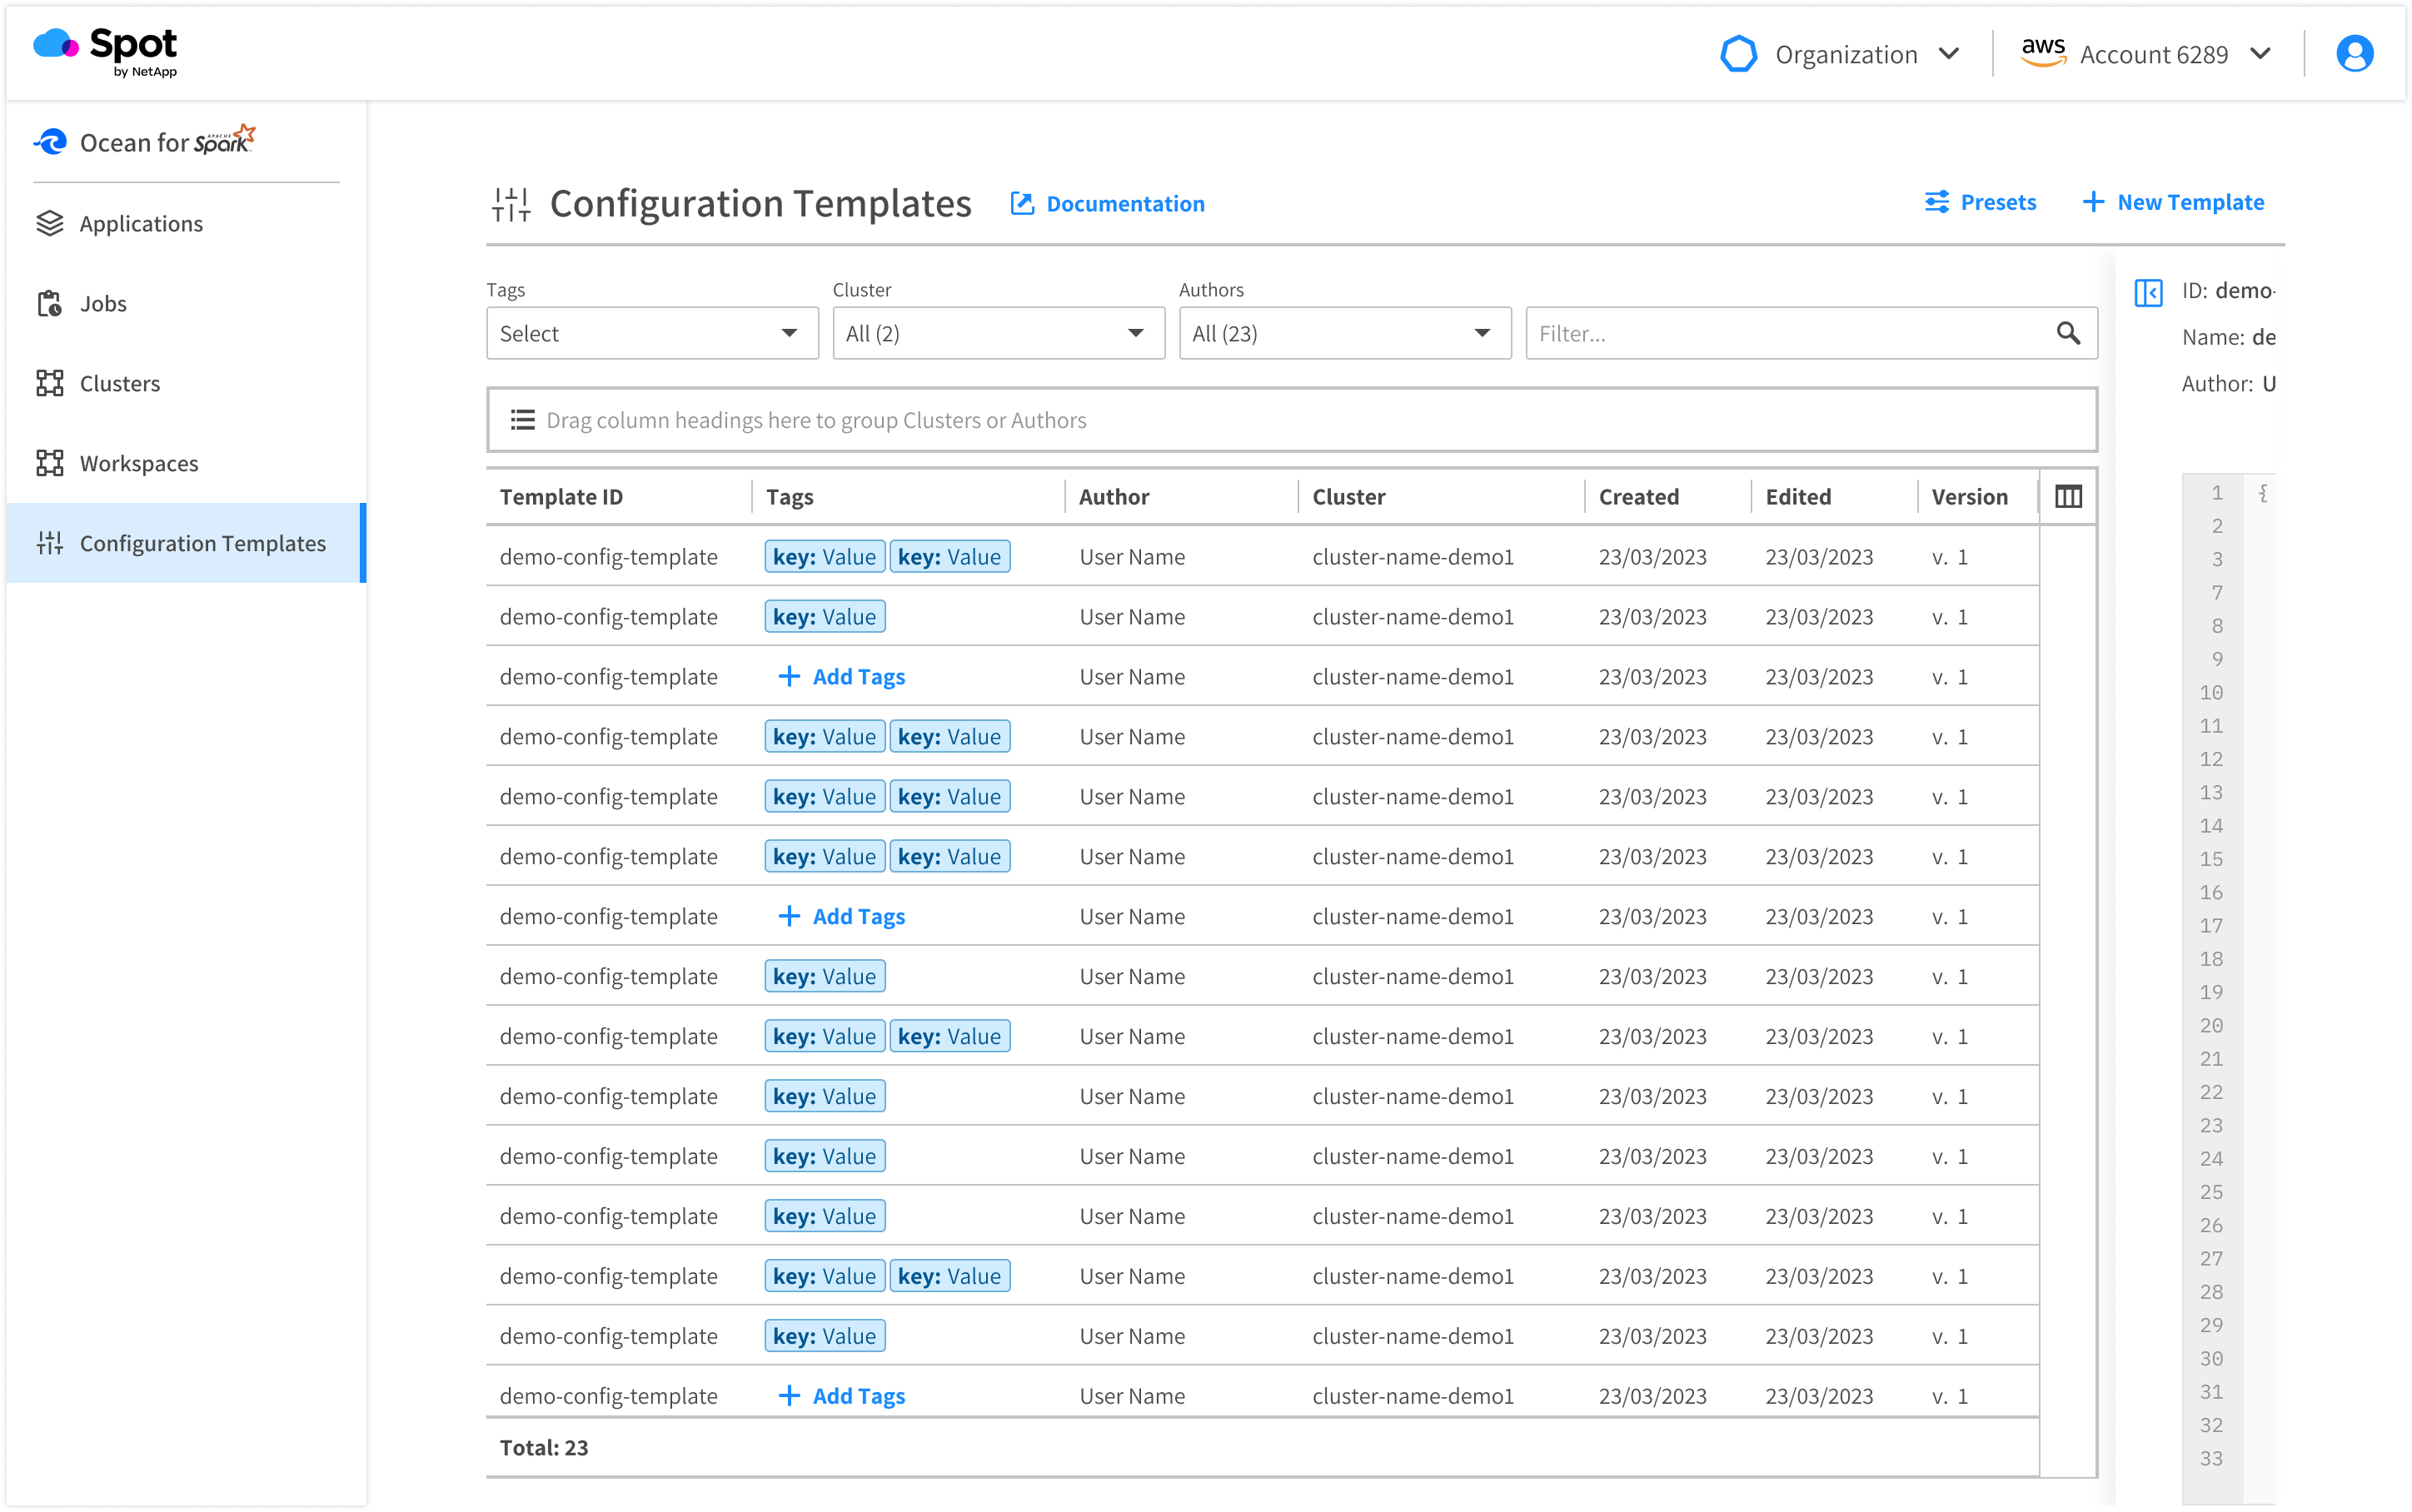 Spot
by NetApp
Organization
aws Account 6289
Ocean for APACHE Spark
Applications
Jobs
Clusters
Workspaces
Configuration Templates
Configuration Templates Documentation Presets New Template
Tags Cluster Authors
Select All (2) All (23) Filter...
Drag column headings here to group Clusters or Authors
Template ID Tags Author Cluster Created Edited Version
demo-config-template key: Value key: Value User Name cluster-name-demo1 23/03/2023 23/03/2023 v. 1
demo-config-template key: Value User Name cluster-name-demo1 23/03/2023 23/03/2023 v. 1
demo-config-template Add Tags User Name cluster-name-demo1 23/03/2023 23/03/2023 v. 1
demo-config-template key: Value key: Value User Name cluster-name-demo1 23/03/2023 23/03/2023 v. 1
demo-config-template key: Value key: Value User Name cluster-name-demo1 23/03/2023 23/03/2023 v. 1
demo-config-template key: Value key: Value User Name cluster-name-demo1 23/03/2023 23/03/2023 v. 1
demo-config-template Add Tags User Name cluster-name-demo1 23/03/2023 23/03/2023 v. 1
demo-config-template key: Value User Name cluster-name-demo1 23/03/2023 23/03/2023 v. 1
demo-config-template key: Value key: Value User Name cluster-name-demo1 23/03/2023 23/03/2023 v. 1
demo-config-template key: Value User Name cluster-name-demo1 23/03/2023 23/03/2023 v. 1
demo-config-template key: Value User Name cluster-name-demo1 23/03/2023 23/03/2023 v. 1
demo-config-template key: Value User Name cluster-name-demo1 23/03/2023 23/03/2023 v. 1
demo-config-template key: Value key: Value User Name cluster-name-demo1 23/03/2023 23/03/2023 v. 1
demo-config-template key: Value User Name cluster-name-demo1 23/03/2023 23/03/2023 v. 1
demo-config-template Add Tags User Name cluster-name-demo1 23/03/2023 23/03/2023 v. 1
Total: 23
ID: demo-
Name: de
Author: U
1 {
2
3
7
8
9
10
11
12
13
14
15
16
17
18
19
20
21
22
23
24
25
26
27
28
29
30
31
32
33